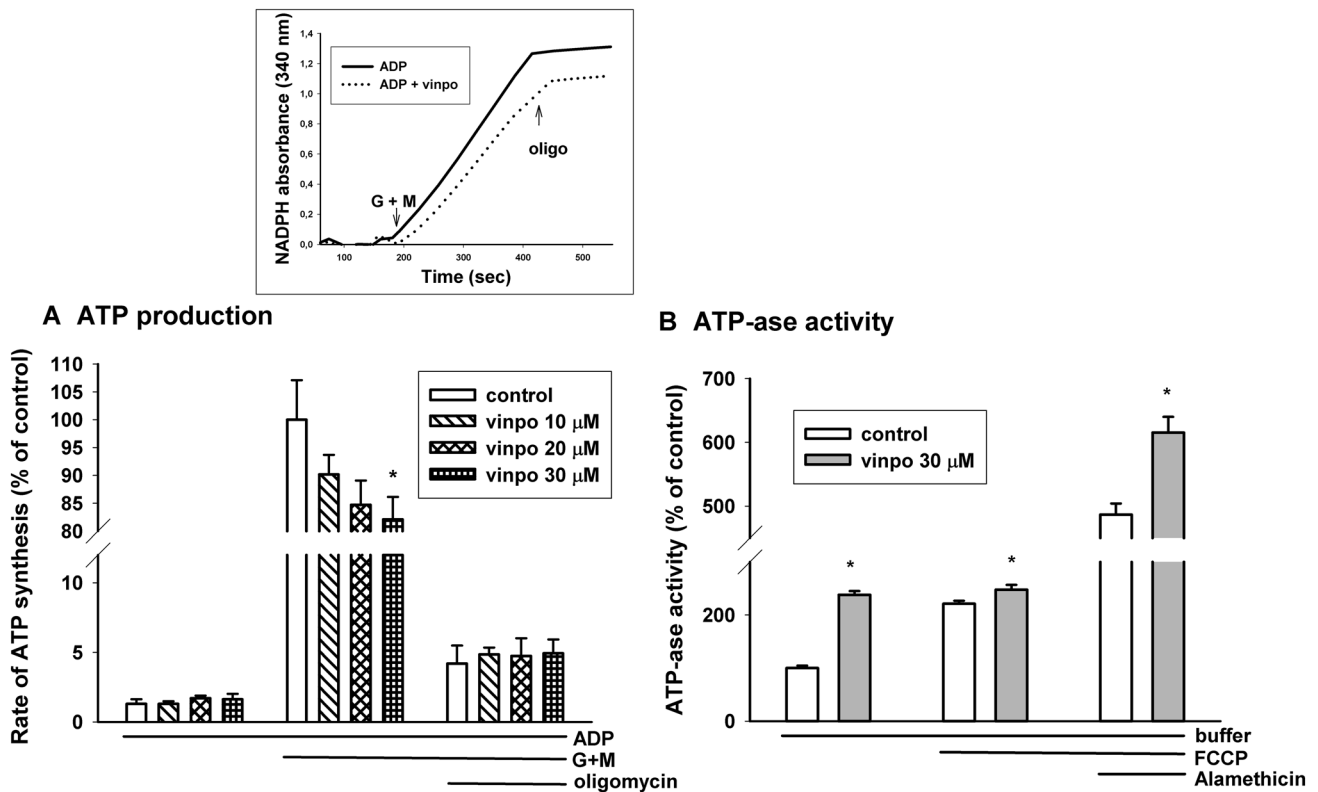 NADPH absorbance (340 nm)
1,4
1,2
1,0
0,8
0,6
0,4
0,2
0,0
ADP
ADP + vinpo
G + M
oligo
100
200
300
400
500
Time (sec)
A ATP production
Rate of ATP synthesis (% of control)
110
105
100
95
90
85
80
10
5
0
control
vinpo 10 μM
vinpo 20 μM
vinpo 30 μM
*
ADP
G+M
oligomycin
B ATP-ase activity
ATP-ase activity (% of control)
700
600
500
200
0
control
vinpo 30 μM
*
*
*
buffer
FCCP
Alamethicin